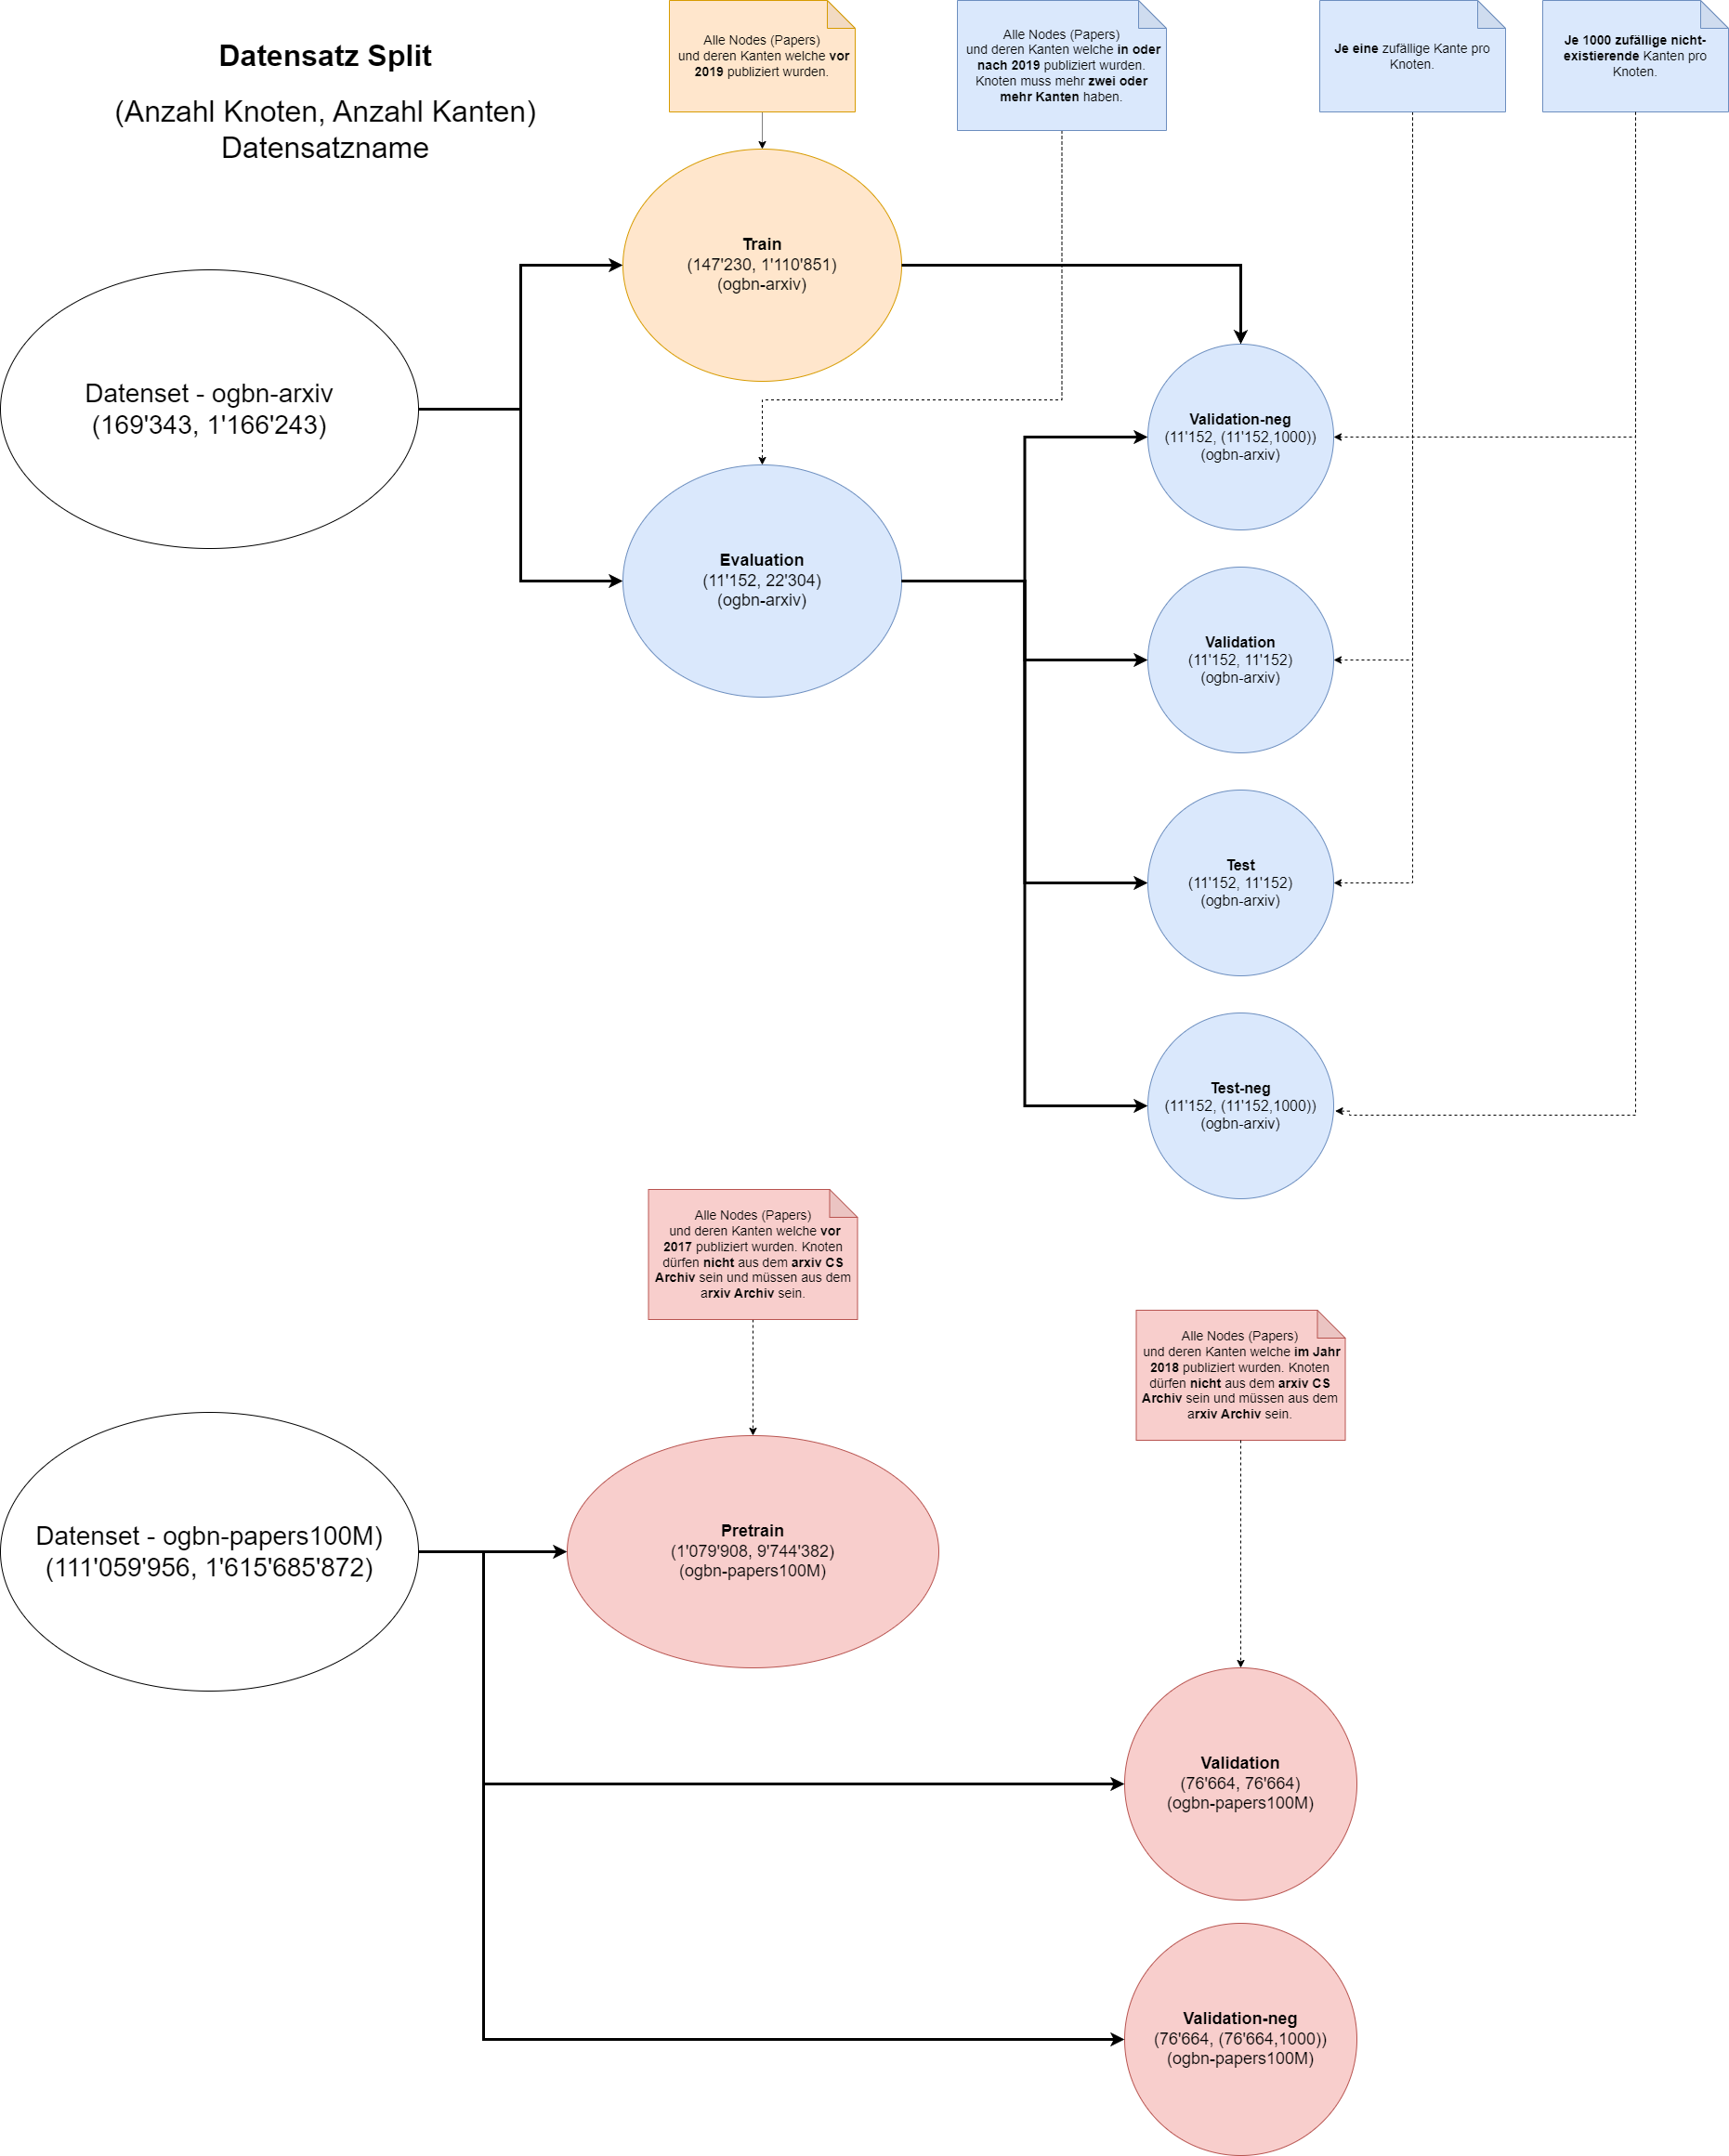 Datensatz Split
(Anzahl Knoten, Anzahl Kanten)
Datensatzname
Alle Nodes (Papers)
und deren Kanten welche vor
2019 publiziert wurden.
Alle Nodes (Papers)
und deren Kanten welche in oder
nach 2019 publiziert wurden.
Knoten muss mehr zwei oder
mehr Kanten haben.
Je eine zufällige Kante pro
Knoten.
Je 1000 zufällige nicht-
existierende Kanten pro
Knoten.
Train
(147'230, 1'110'851)
(ogbn-arxiv)
Datenset - ogbn-arxiv
(169'343, 1'166'243)
Validation-neg
(11'152, (11'152,1000))
(ogbn-arxiv)
Evaluation
(11'152, 22'304)
(ogbn-arxiv)
Validation
(11'152, 11'152)
(ogbn-arxiv)
Test
(11'152, 11'152)
(ogbn-arxiv)
Test-neg
(11'152, (11'152,1000))
(ogbn-arxiv)
Alle Nodes (Papers)
und deren Kanten welche vor
2017 publiziert wurden. Knoten
dürfen nicht aus dem arxiv CS
Archiv sein und müssen aus dem
arxiv Archiv sein.
Alle Nodes (Papers)
und deren Kanten welche im Jahr
2018 publiziert wurden. Knoten
dürfen nicht aus dem arxiv CS
Archiv sein und müssen aus dem
arxiv Archiv sein.
Datenset - ogbn-papers100M)
(111'059'956, 1'615'685'872)
Pretrain
(1'079'908, 9'744'382)
(ogbn-papers100M)
Validation
(76'664, 76'664)
(ogbn-papers100M)
Validation-neg
(76'664, (76'664,1000))
(ogbn-papers100M)